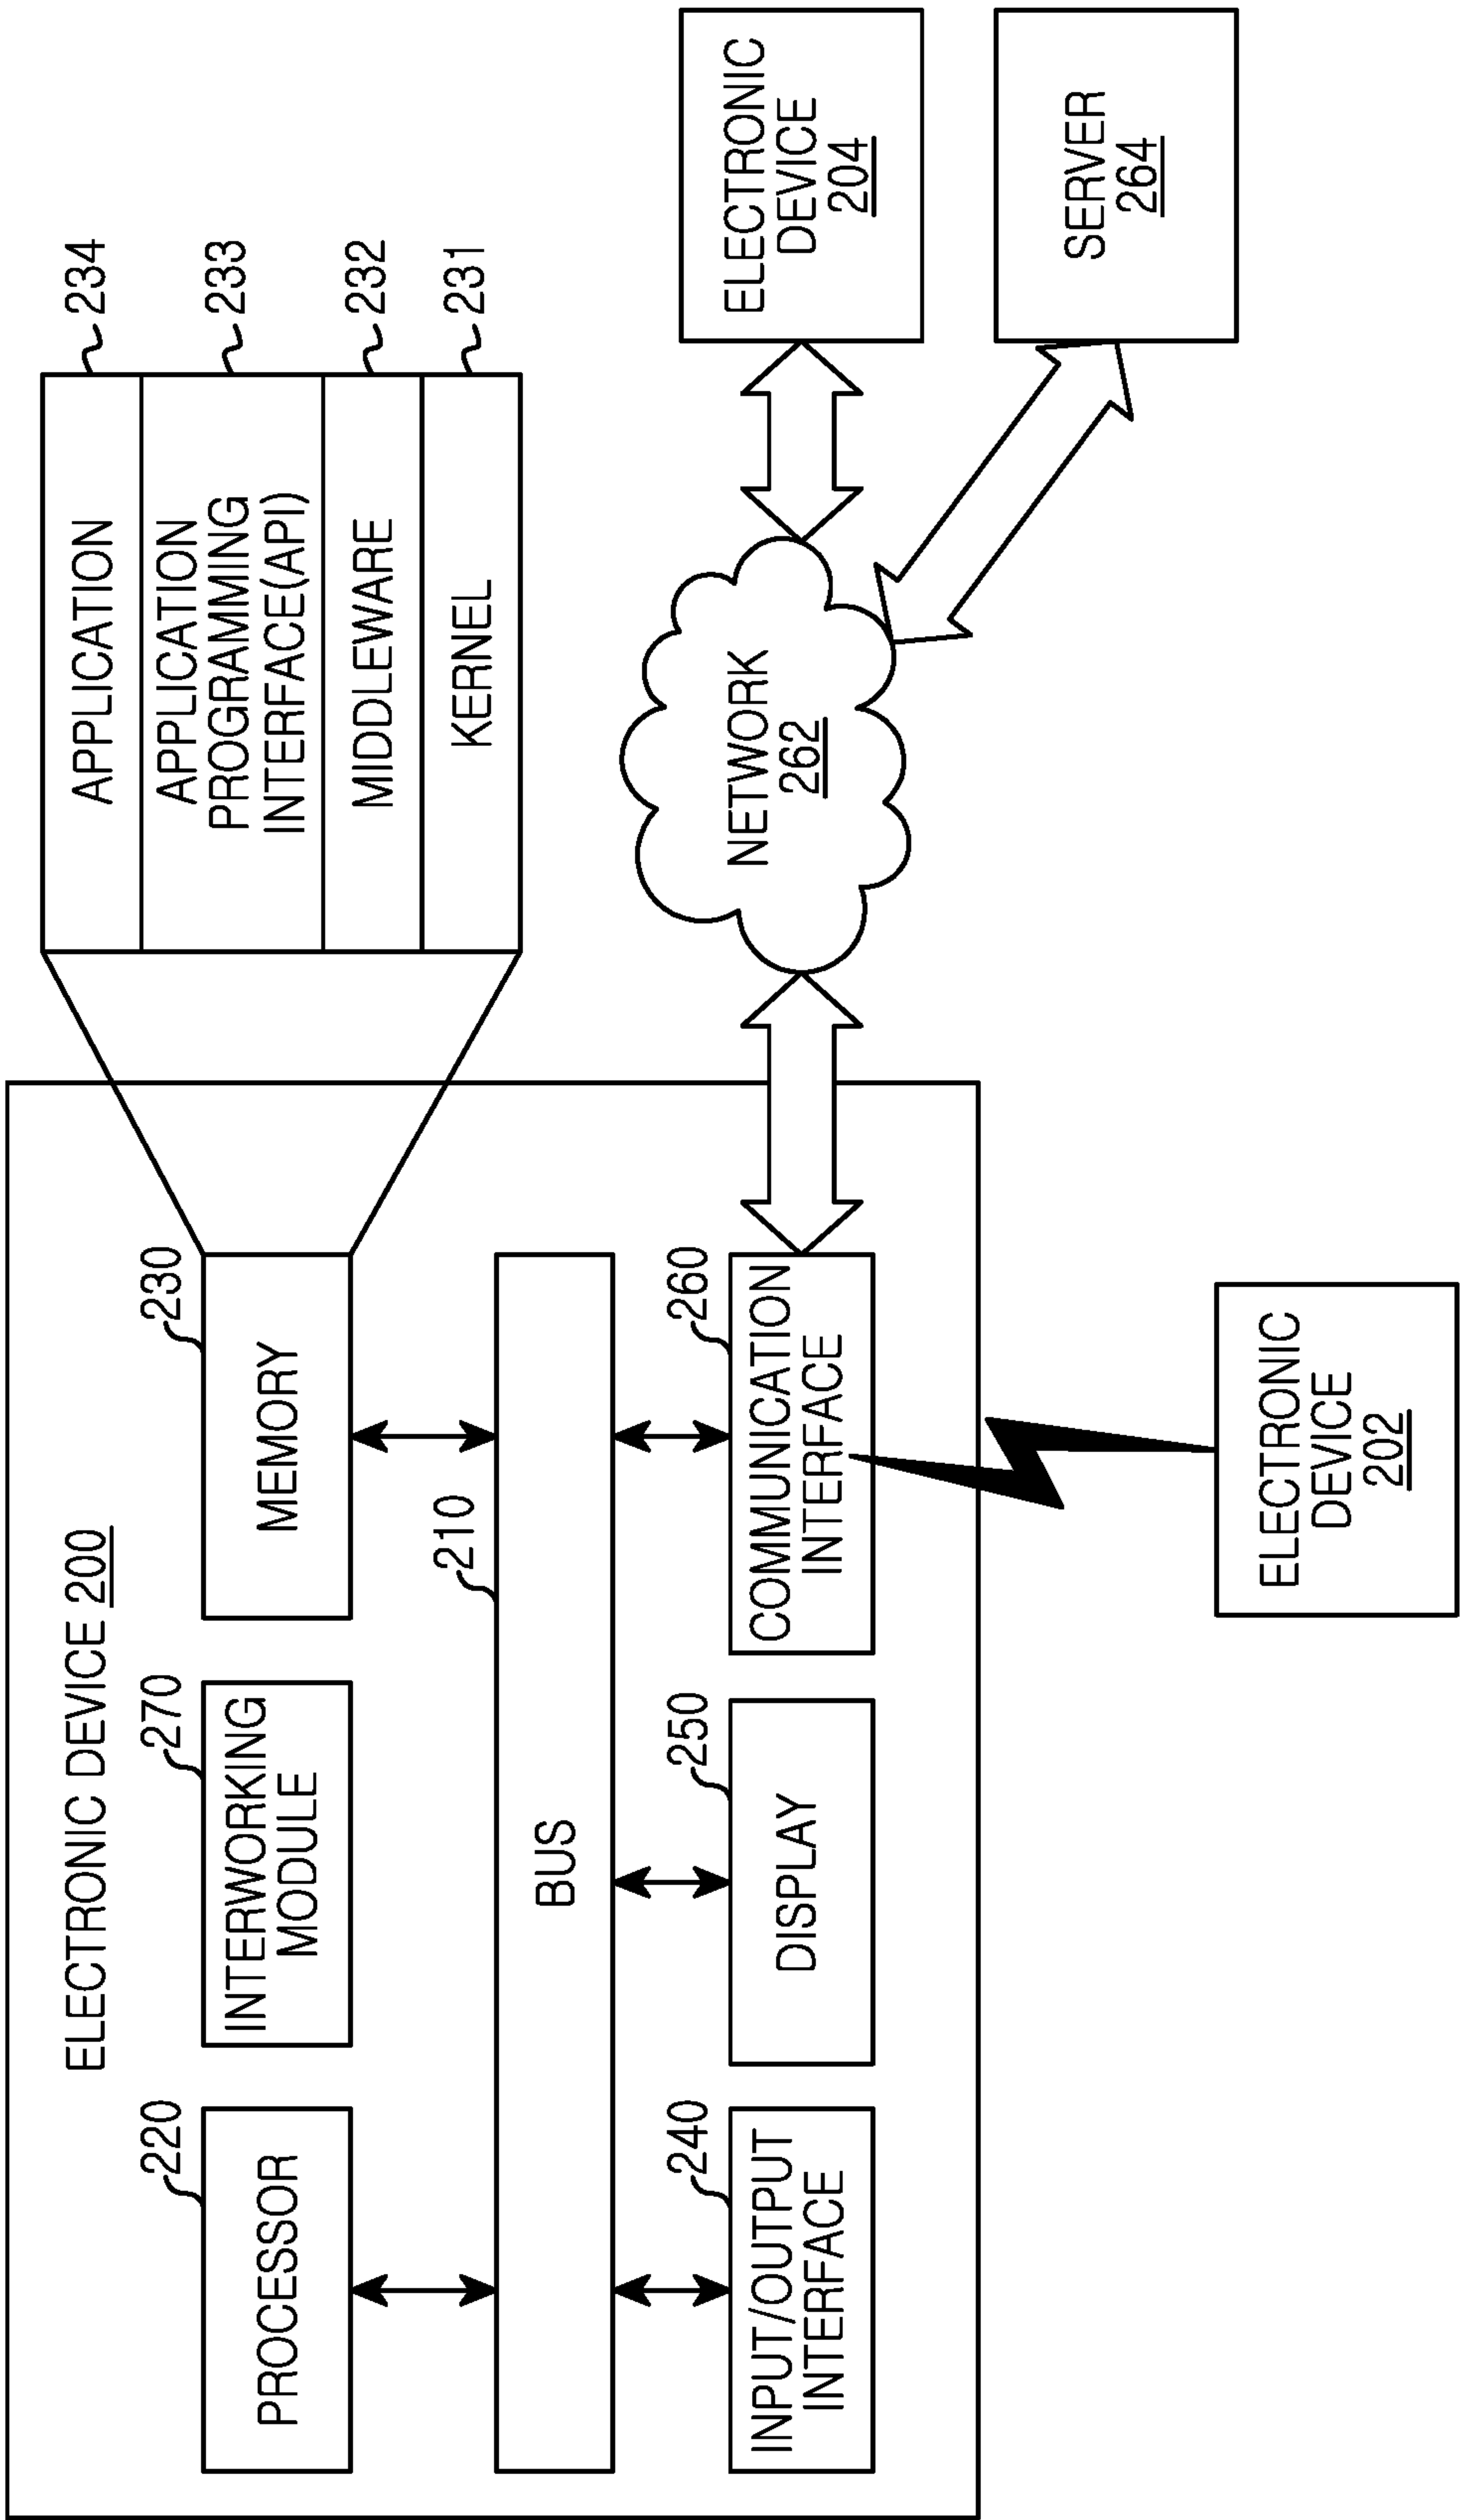 ELECTRONIC DEVICE 200
220
PROCESSOR
270
INTERWORKING
MODULE
230
MEMORY
234
APPLICATION
233
APPLICATION
PROGRAMMING
INTERFACE(API)
232
MIDDLEWARE
231
KERNEL
210
BUS
240
INPUT/OUTPUT
INTERFACE
250
DISPLAY
260
COMMUNICATION
INTERFACE
NETWORK
262
ELECTRONIC
DEVICE
204
SERVER
264
ELECTRONIC
DEVICE
202